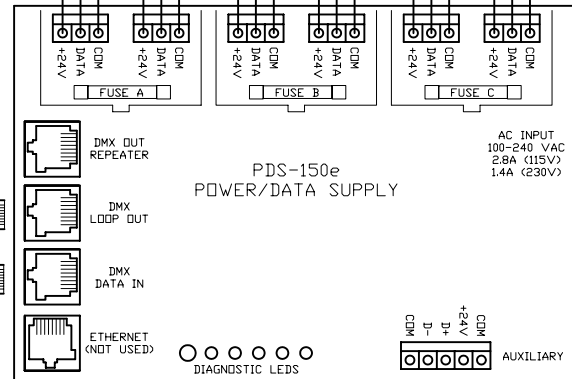 +24V DATA COM +24V DATA COM +24V DATA COM +24V DATA COM +24V DATA COM +24V DATA COM
FUSE A FUSE B FUSE C
DMX OUT
REPEATER
AC INPUT
100-240 VAC
2.8A (115V)
1.4A (230V)
PDS-150e
POWER/DATA SUPPLY
DMX
LOOP OUT
DMX
DATA IN
ETHERNET
(NOT USED)
DIAGNOSTIC LEDS
COM D- D+ +24V COM
AUXILIARY